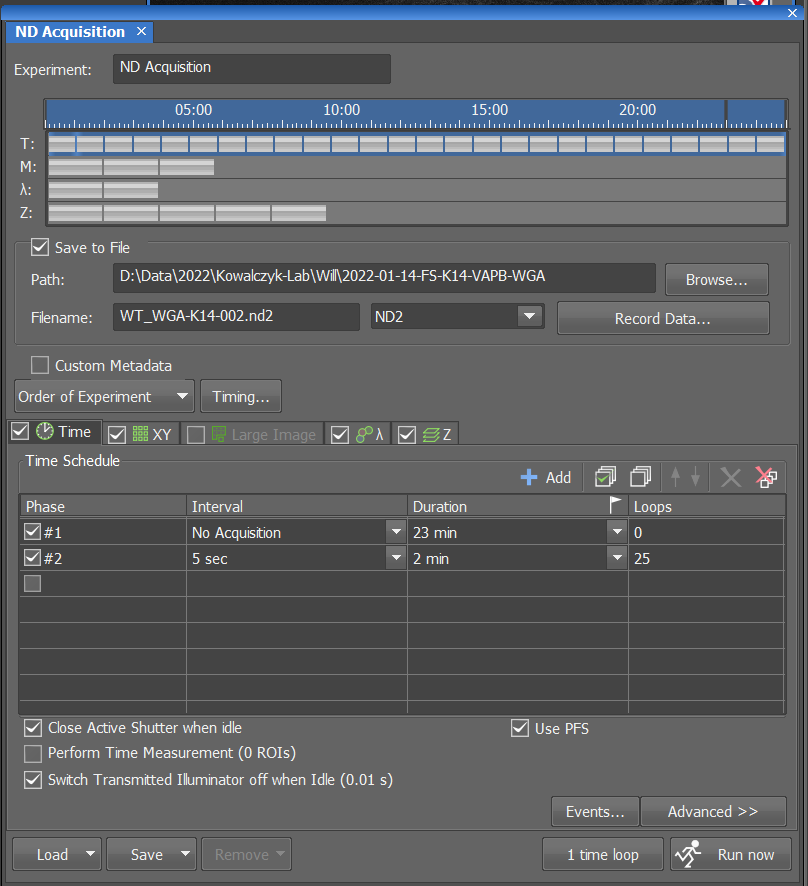 ND Acquisition ×
Experiment: ND Acquisition
05:00 10:00 15:00 20:00
T:
M:
λ:
Z:
Save to File
Path: D:\Data\2022\Kowalczyk-Lab\Will\2022-01-14-FS-K14-VAPB-WGA Browse...
Filename: WT_WGA-K14-002.nd2 ND2 Record Data...
Custom Metadata
Order of Experiment Timing...
Time XY Large Image λ Z
Time Schedule
Add
Phase Interval Duration Loops
#1 No Acquisition 23 min 0
#2 5 sec 2 min 25
Close Active Shutter when idle Use PFS
Perform Time Measurement (0 ROIs)
Switch Transmitted Illuminator off when Idle (0.01 s)
Events... Advanced >>
Load Save Remove 1 time loop Run now